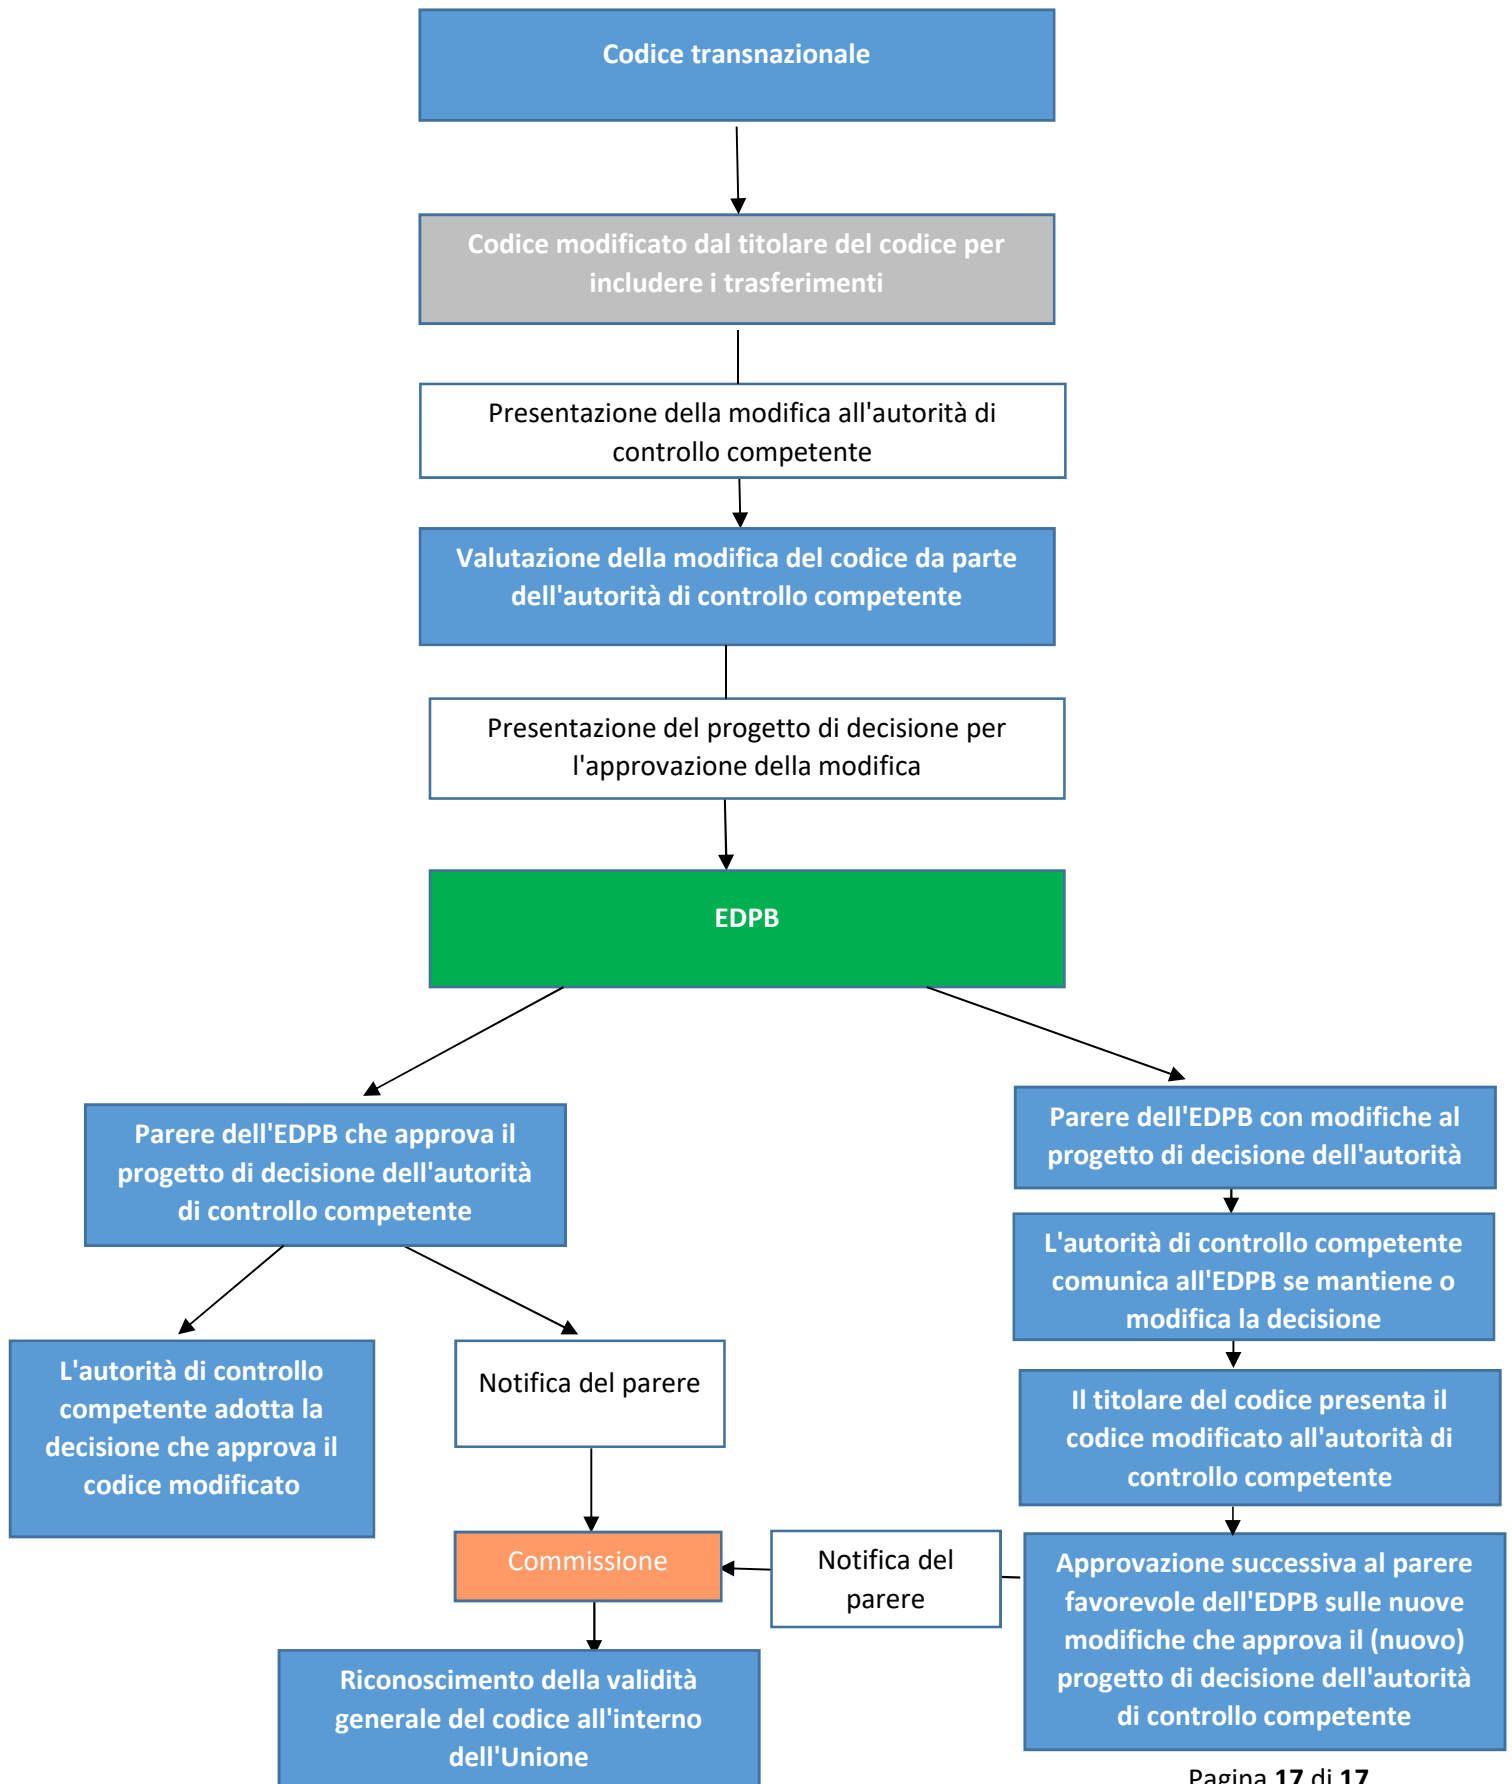 Codice transnazionale
Codice modificato dal titolare del codice per
includere i trasferimenti
Presentazione della modifica all'autorità di
controllo competente
Valutazione della modifica del codice da parte
dell'autorità di controllo competente
Presentazione del progetto di decisione per
l'approvazione della modifica
EDPB
Parere dell'EDPB che approva il
progetto di decisione dell'autorità
di controllo competente
Parere dell'EDPB con modifiche al
progetto di decisione dell'autorità
L'autorità di controllo competente
comunica all'EDPB se mantiene o
modifica la decisione
L'autorità di controllo
competente adotta la
decisione che approva il
codice modificato
Notifica del parere
Il titolare del codice presenta il
codice modificato all'autorità di
controllo competente
Commissione
Notifica del
parere
Approvazione successiva al parere
favorevole dell'EDPB sulle nuove
modifiche che approva il (nuovo)
progetto di decisione dell'autorità
di controllo competente
Riconoscimento della validità
generale del codice all'interno
dell'Unione
Pagina 17 di 17